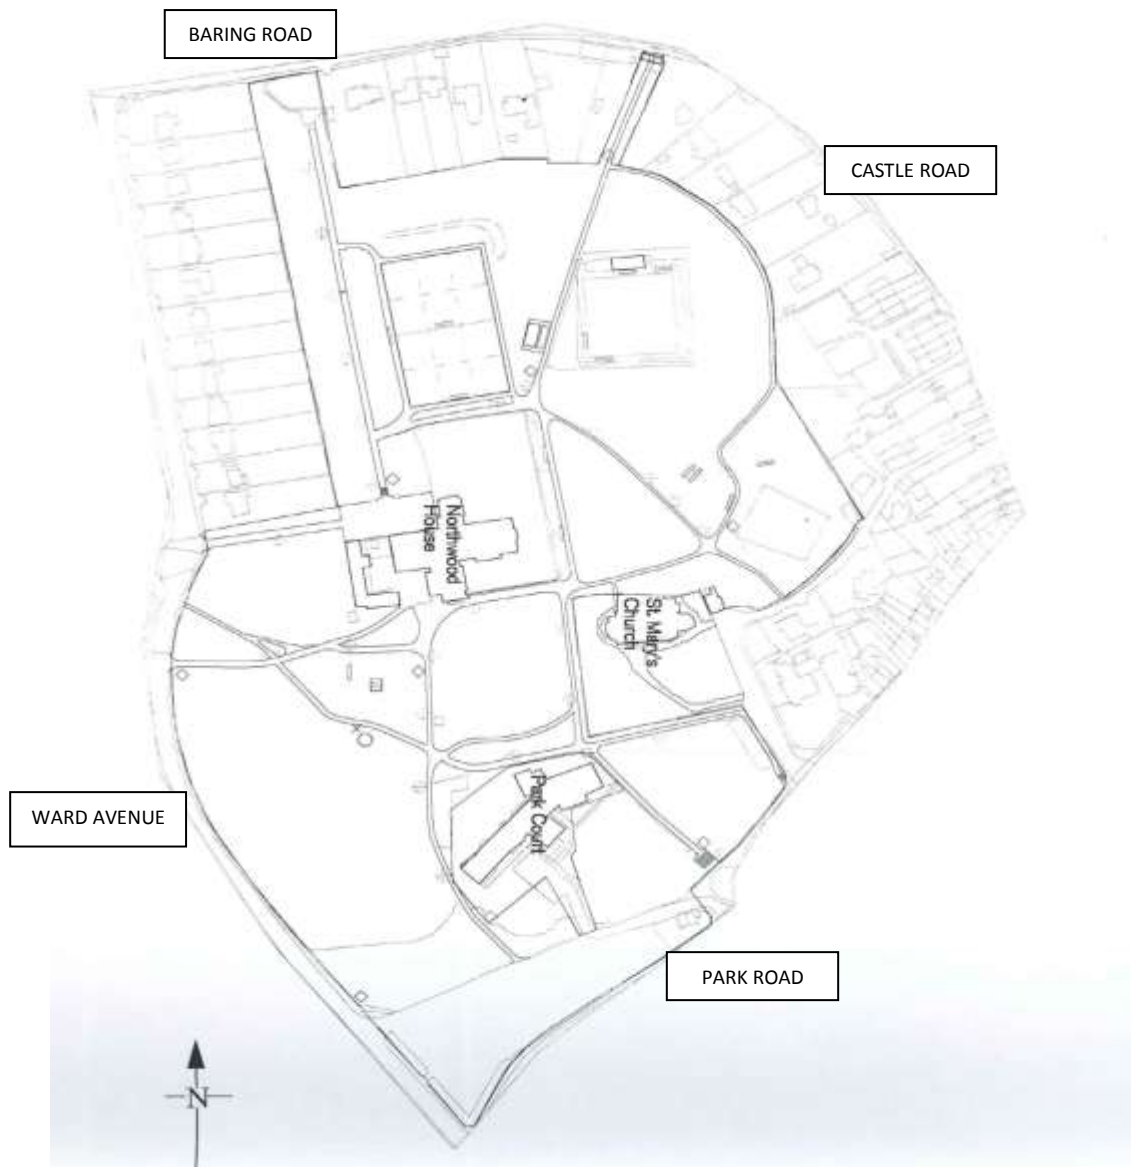 BARING ROAD
CASTLE ROAD
Northwood
House
St. Mary's
Church
WARD AVENUE
Park Court
PARK ROAD
N